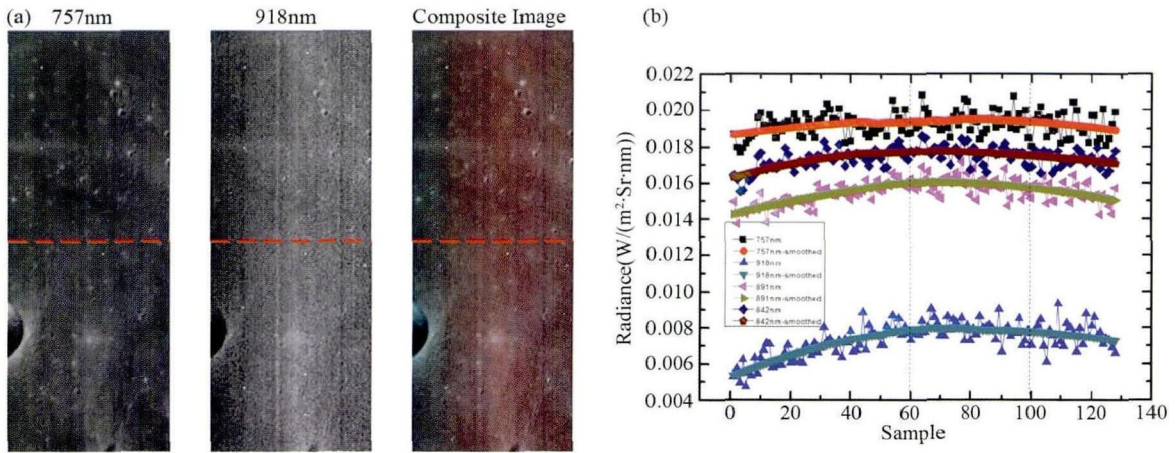 (a)
757nm
918nm
Composite Image
(b)
0.022
0.020
0.018
0.016
0.014
0.012
0.010
0.008
0.006
0.004
Radiance(W/(m²·Sr·nm))
757nm
757nm-smoothed
918nm
918nm-smoothed
891nm
891nm-smoothed
842nm
842nm-smoothed
0 20 40 60 80 100 120 140
Sample